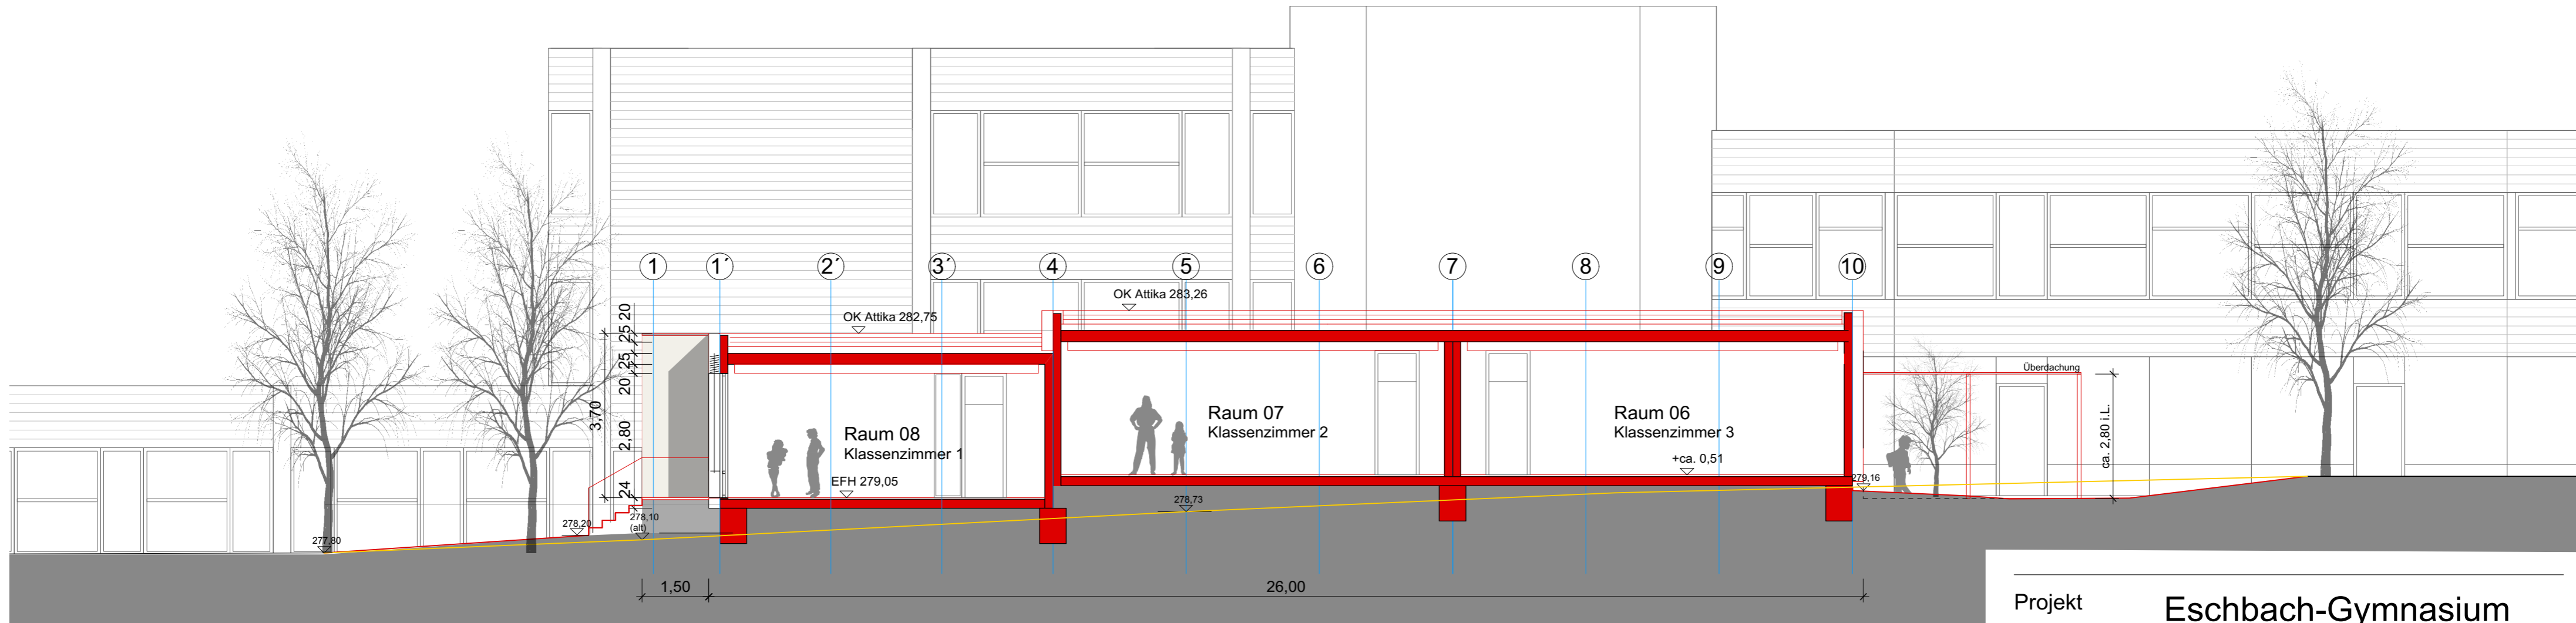 1 1´ 2´ 3´ 4 5 6 7 8 9 10
OK Attika 283,26
OK Attika 282,75
20
25
25
20
2,80
24
3,70
Überdachung
ca. 2,80 i.L.
Raum 08
Klassenzimmer 1
EFH 279,05
Raum 07
Klassenzimmer 2
Raum 06
Klassenzimmer 3
+ca. 0,51
279,16
278,73
278,20
278,10
(alt)
277,80
1,50
26,00
Projekt Eschbach-Gymnasium